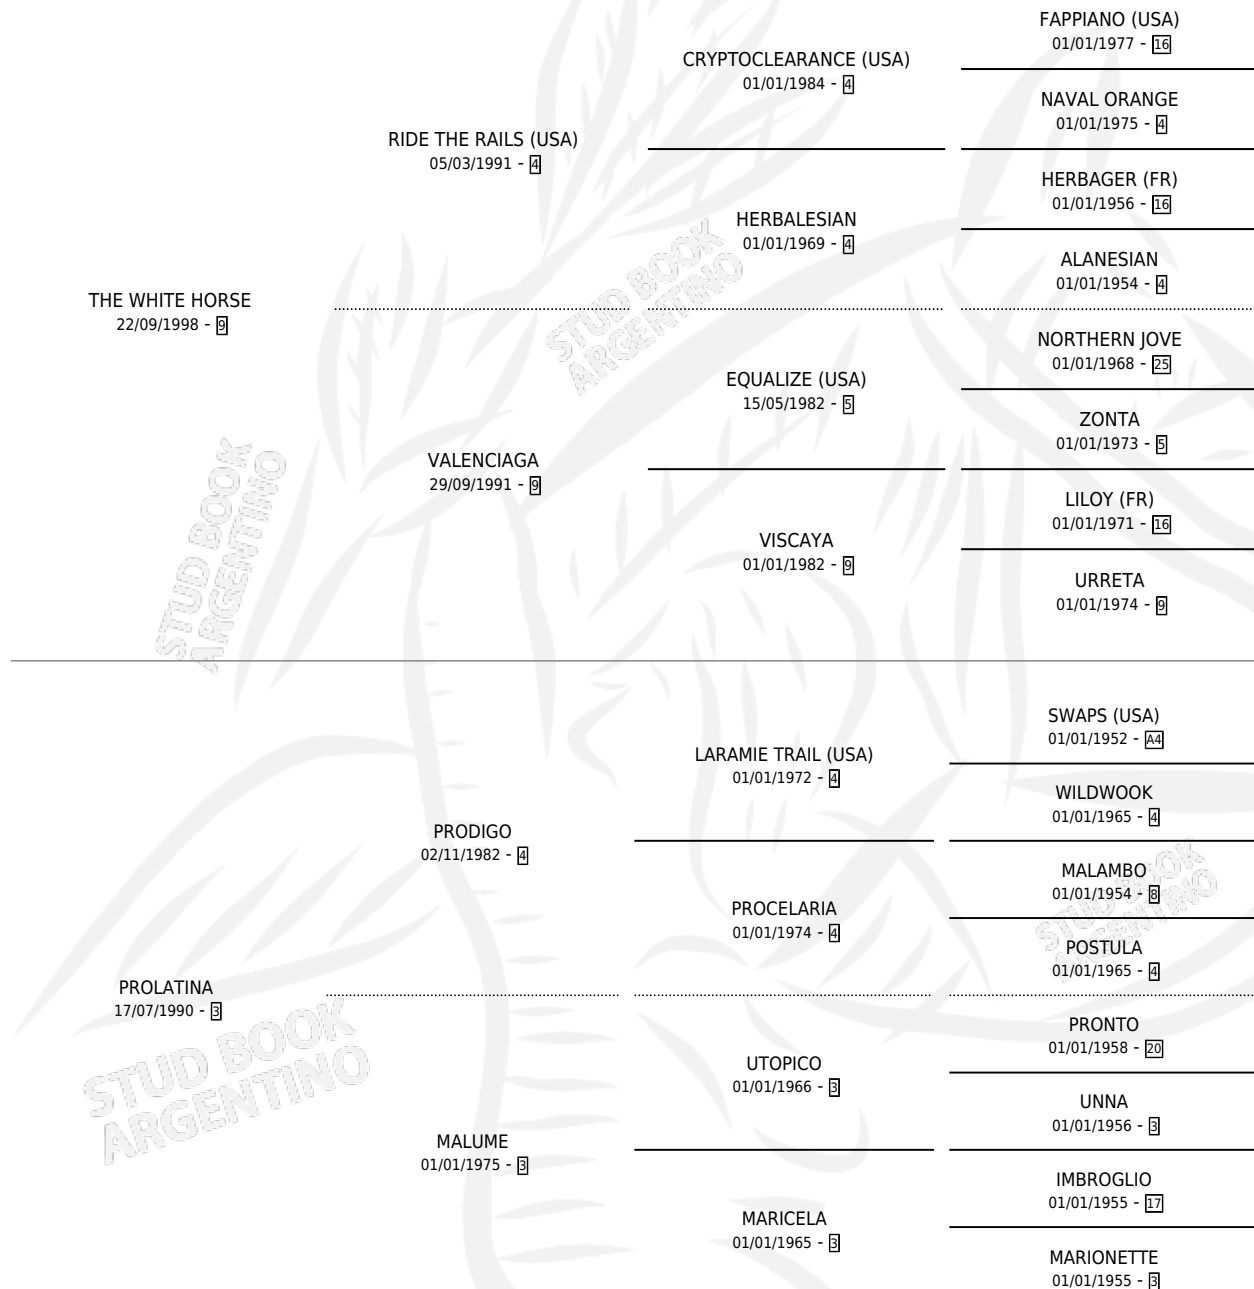 FAPPIANO (USA)
01/01/1977 - 16
CRYPTOCLEARANCE (USA)
01/01/1984 - 4
NAVAL ORANGE
01/01/1975 - 4
RIDE THE RAILS (USA)
05/03/1991 - 4
HERBAGER (FR)
01/01/1956 - 16
HERBALESIAN
01/01/1969 - 4
ALANESIAN
01/01/1954 - 4
THE WHITE HORSE
22/09/1998 - 9
NORTHERN JOVE
01/01/1968 - 25
EQUALIZE (USA)
15/05/1982 - 5
ZONTA
01/01/1973 - 5
VALENCIAGA
29/09/1991 - 9
LILOY (FR)
01/01/1971 - 16
VISCAYA
01/01/1982 - 9
URRETA
01/01/1974 - 9
SWAPS (USA)
01/01/1952 - A4
LARAMIE TRAIL (USA)
01/01/1972 - 4
WILDWOOK
01/01/1965 - 4
PRODIGO
02/11/1982 - 4
MALAMBO
01/01/1954 - 8
PROCELARIA
01/01/1974 - 4
POSTULA
01/01/1965 - 4
PROLATINA
17/07/1990 - 3
PRONTO
01/01/1958 - 20
UTOPICO
01/01/1966 - 3
UNNA
01/01/1956 - 3
MALUME
01/01/1975 - 3
IMBROGLIO
01/01/1955 - 17
MARICELA
01/01/1965 - 3
MARIONETTE
01/01/1955 - 3
STUD BOOK
ARGENTINO
STUD BOOK
ARGENTINO
STUD BOOK
ARGENTINO
STUD BOOK
ARGENTINO